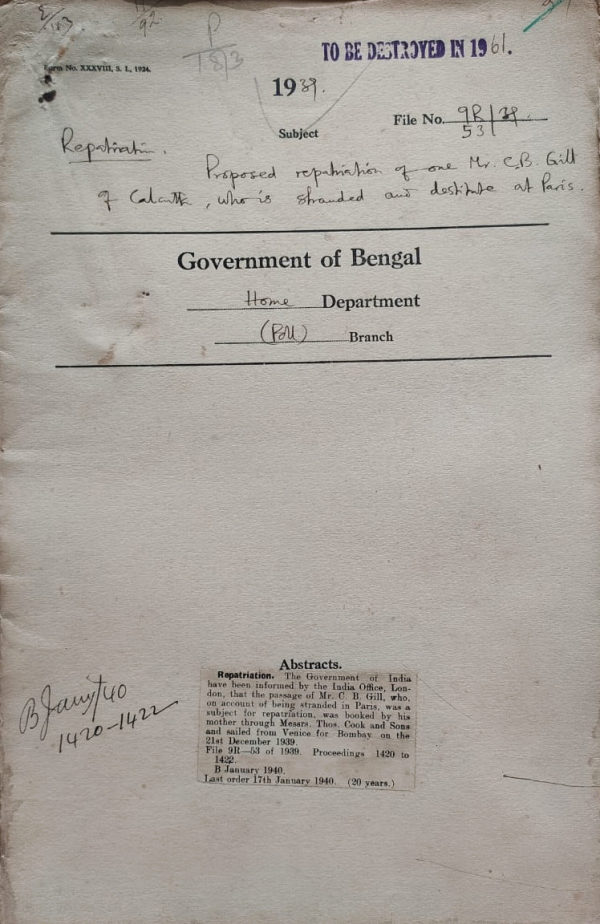 TO BE DESTROYED IN 1961.
Form No. XXXVIII, S. I., 1924.
1939.
File No. 9R/39
53
Subject
Repatriation.
Proposed repatriation of one Mr. C.B. Gill
of Calcutta, who is stranded and destitute at Paris.
Government of Bengal
Home Department
(Poll.) Branch
Abstracts.
Repatriation. The Government of India
have been informed by the India Office, Lon-
don, that the passage of Mr. C. B. Gill, who,
on account of being stranded in Paris, was a
subject for repatriation, was booked by his
mother through Messrs. Thos. Cook and Sons
and sailed from Venice for Bombay on the
21st December 1939.
File 9R—53 of 1939. Proceedings 1420 to
1422.
B January 1940.
Last order 17th January 1940. (20 years.)
B Jany/40
1420-1422